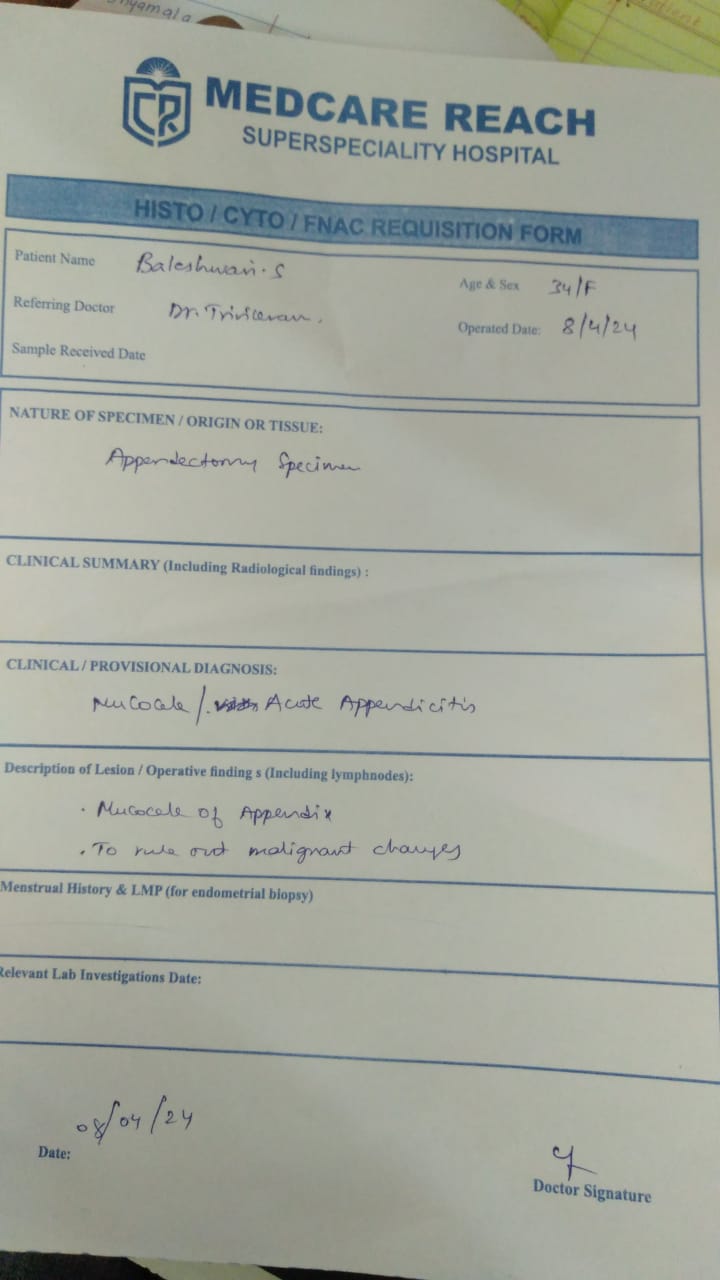 hyamala
CR
MEDCARE REACH
SUPERSPECIALITY HOSPITAL
HISTO / CYTO / FNAC REQUISITION FORM
Patient Name Baleshwari.S
Age & Sex 34/F
Referring Doctor Dr.
Operated Date: 8/4/24
Sample Received Date
NATURE OF SPECIMEN / ORIGIN OR TISSUE:
Appendectomy Specimen
CLINICAL SUMMARY (Including Radiological findings) :
CLINICAL / PROVISIONAL DIAGNOSIS:
Mucocele / Acute Appendicitis
Description of Lesion / Operative finding s (Including lymphnodes):
. Mucocele of Appendix
. To rule out malignant changes
Menstrual History & LMP (for endometrial biopsy)
Relevant Lab Investigations Date:
08/04/24
Date:
Doctor Signature